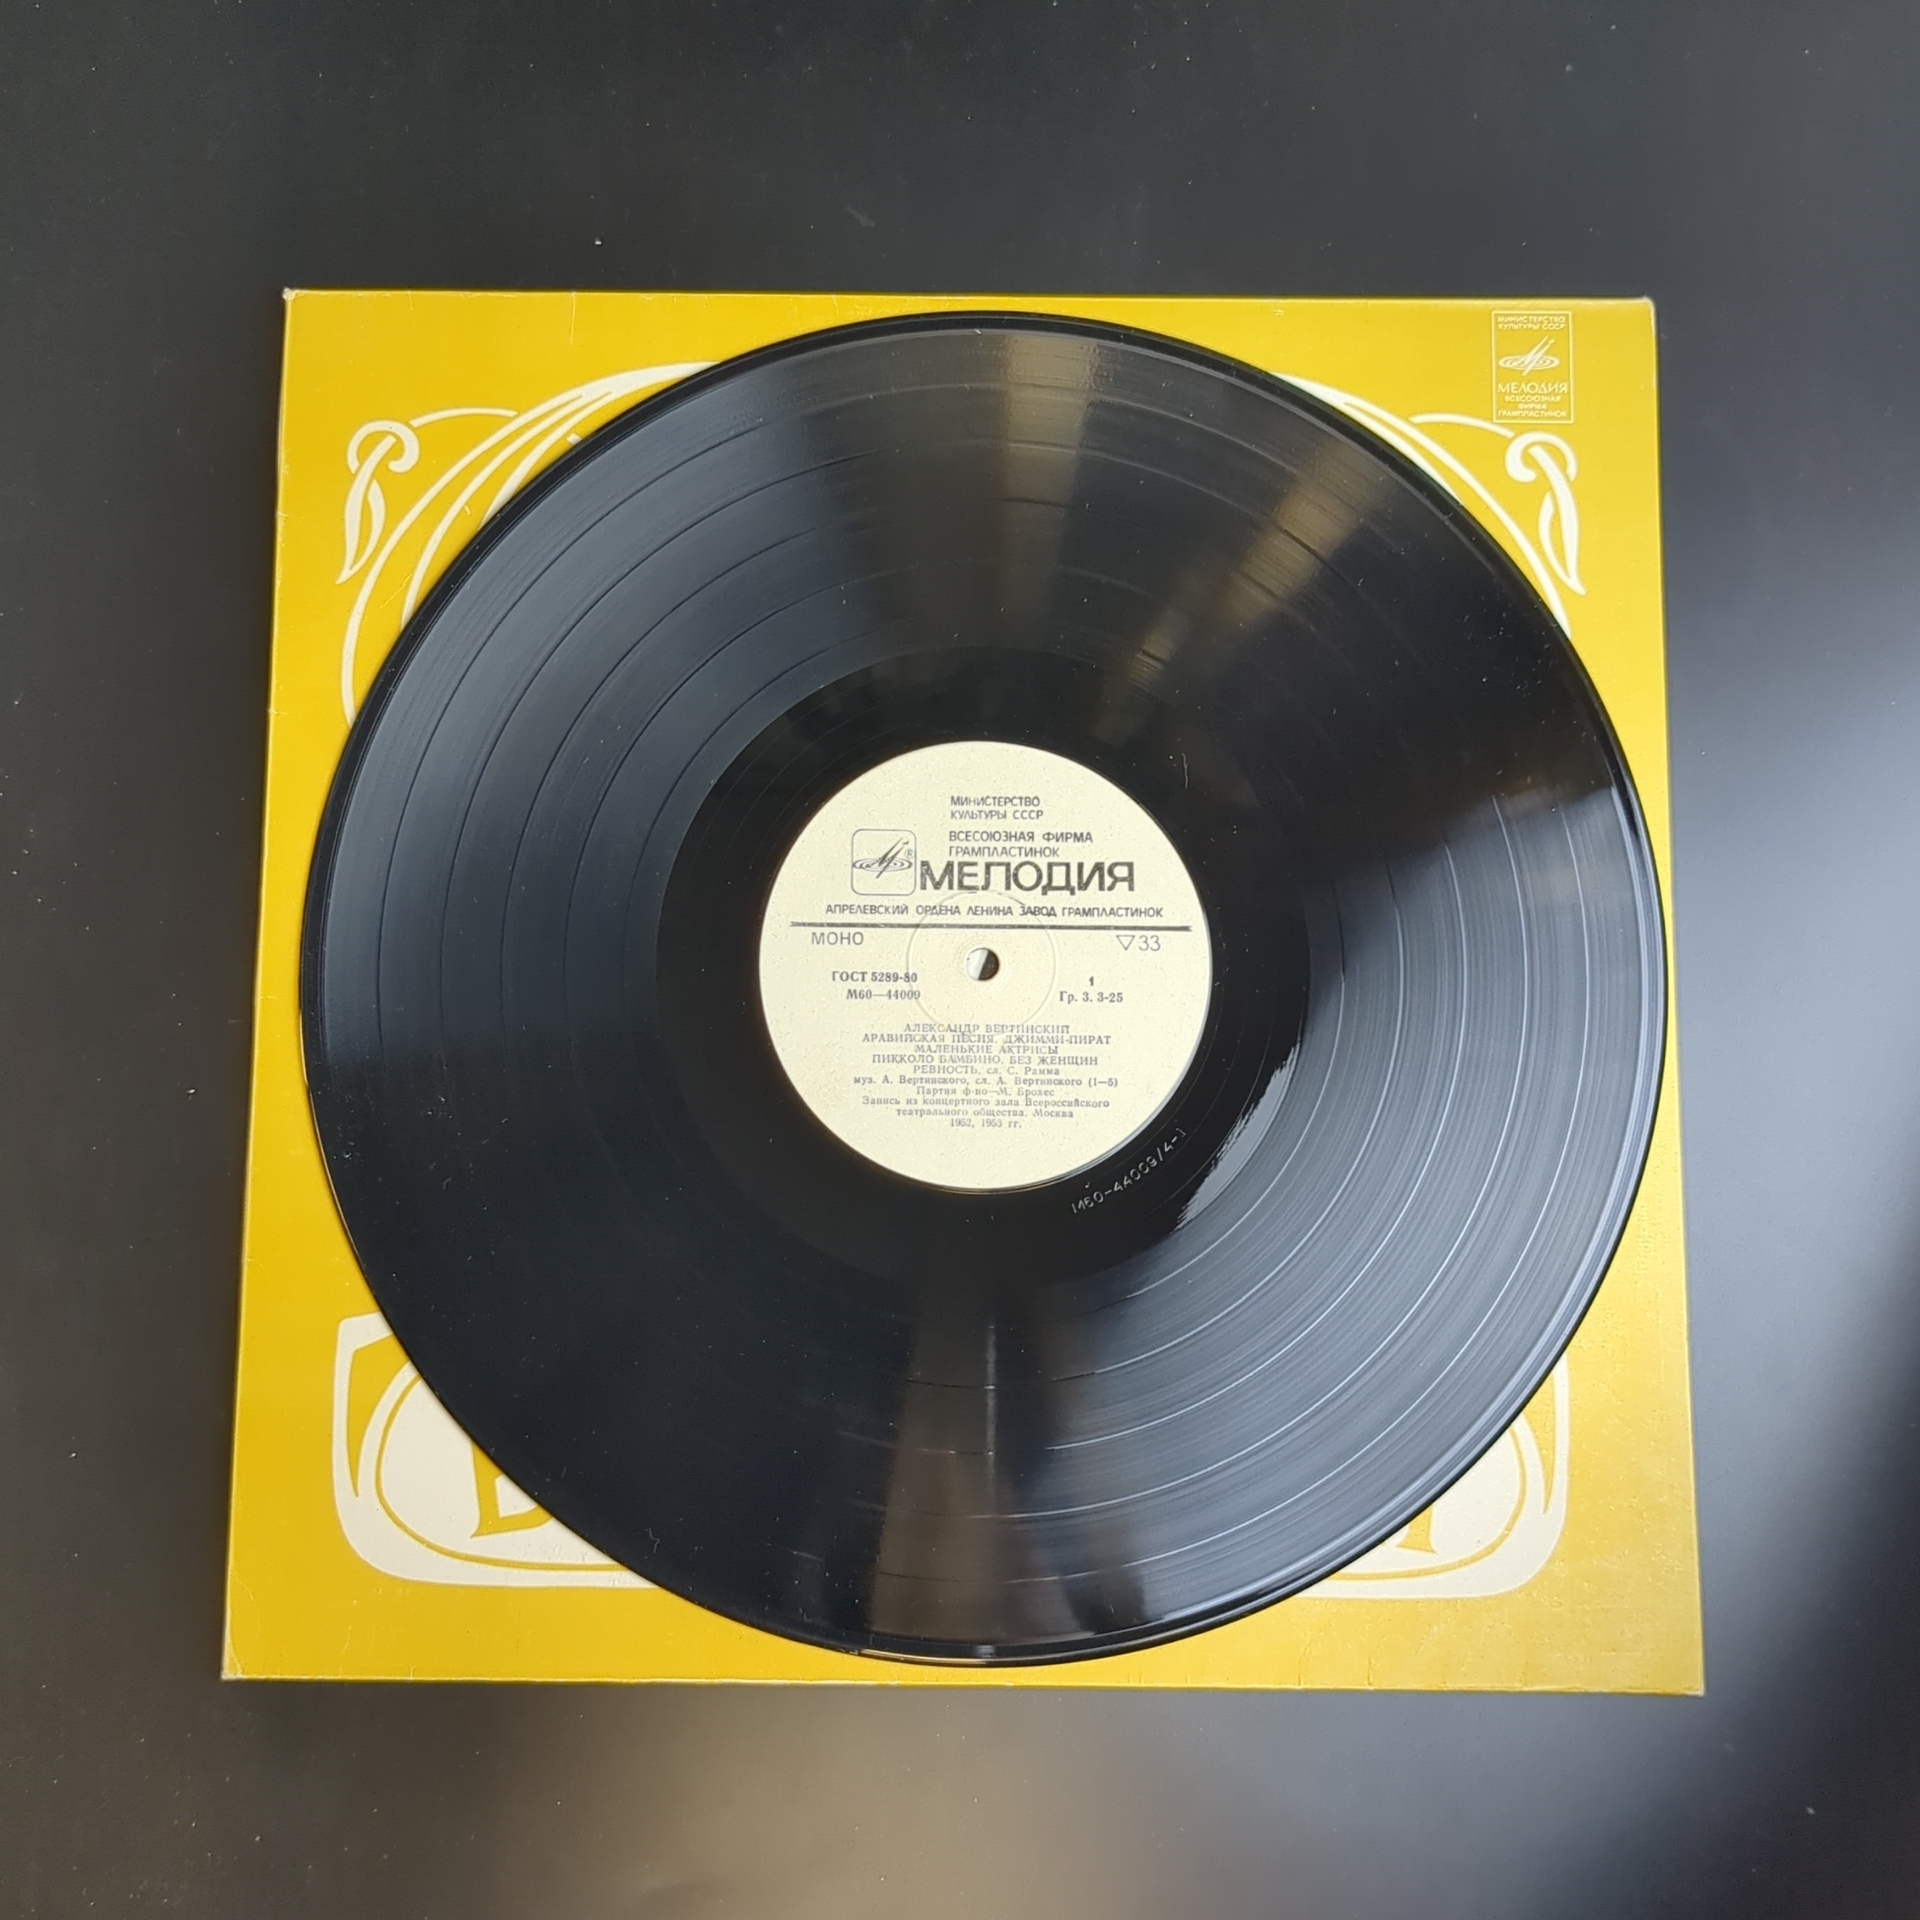 МИНИСТЕРСТВО
КУЛЬТУРЫ СССР
МЕЛОДИЯ
ВСЕСОЮЗНАЯ
ФИРМА
ГРАМПЛАСТИНОК
МИНИСТЕРСТВО
КУЛЬТУРЫ СССР
ВСЕСОЮЗНАЯ ФИРМА
ГРАМПЛАСТИНОК
МЕЛОДИЯ
АПРЕЛЕВСКИЙ ОРДЕНА ЛЕНИНА ЗАВОД ГРАМПЛАСТИНОК
МОНО ▽33
ГОСТ 5289-80 1
М60—44009 Гр. 3. 3-25
АЛЕКСАНДР ВЕРТИНСКИЙ
АРАВИЙСКАЯ ПЕСНЯ. ДЖИММИ-ПИРАТ
МАЛЕНЬКИЕ АКТРИСЫ
ПИККОЛО БАМБИНО. БЕЗ ЖЕНЩИН
РЕВНОСТЬ, сл. С. Рамма
муз. А. Вертинского, сл. А. Вертинского (1—5)
Партия ф-но—М. Брохес
Запись из концертного зала Всероссийского
театрального общества. Москва
1952, 1953 гг.
М60-44009/4-1